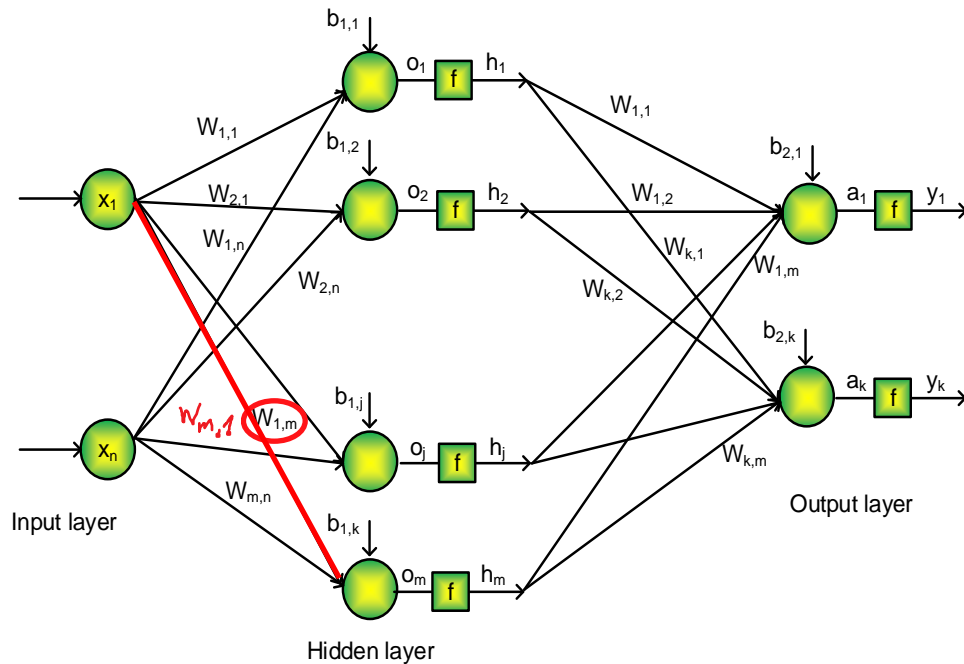 b1,1
o1 f h1
W1,1
W1,1
b1,2
b2,1
x1
W2,1
o2 f h2
W1,2
a1 f y1
W1,n
Wk,1
W1,m
W2,n
Wk,2
b2,k
ak f yk
b1,j
Wm,1
W1,m
xn
oj f hj
Wk,m
Wm,n
Input layer
Output layer
b1,k
om f hm
Hidden layer